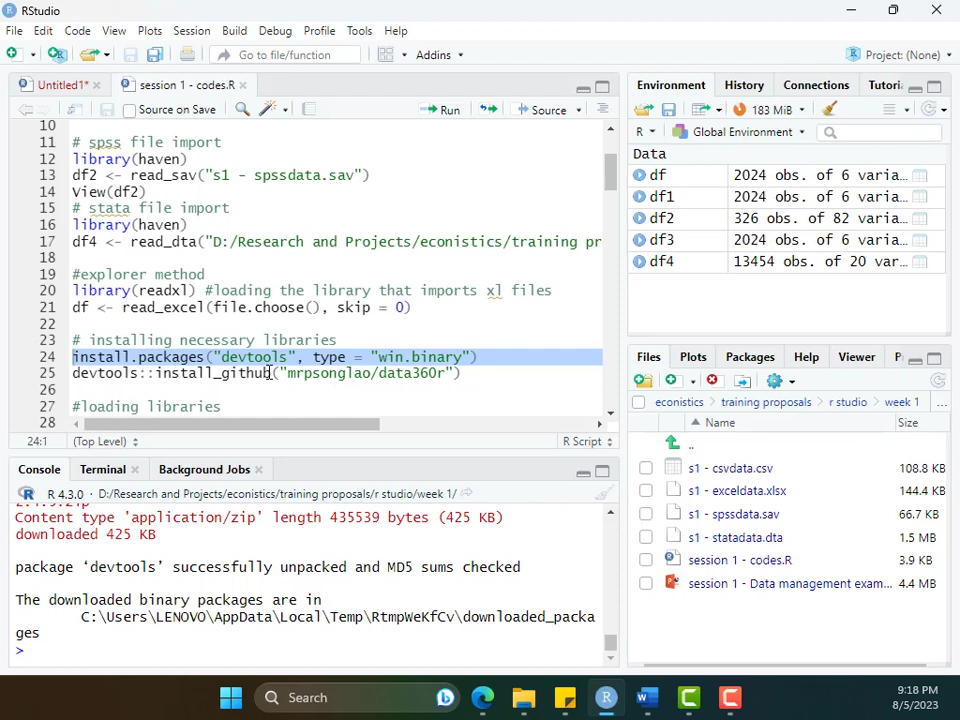 RStudio
File Edit Code View Plots Session Build Debug Profile Tools Help
Go to file/function Addins Project: (None)
Untitled1* session 1 - codes.R
Source on Save Run Source
10
11 # spss file import
12 library(haven)
13 df2 <- read_sav("s1 - spssdata.sav")
14 View(df2)
15 # stata file import
16 library(haven)
17 df4 <- read_dta("D:/Research and Projects/econistics/training pr
18
19 #explorer method
20 library(readxl) #loading the library that imports xl files
21 df <- read_excel(file.choose(), skip = 0)
22
23 # installing necessary libraries
24 install.packages("devtools", type = "win.binary")
25 devtools::install_github("mrpsonglao/data360r")
26
27 #loading libraries
28
24:1 (Top Level) R Script
Console Terminal Background Jobs
R 4.3.0 · D:/Research and Projects/econistics/training proposals/r studio/week 1/
Content type 'application/zip' length 435539 bytes (425 KB)
downloaded 425 KB
package ‘devtools’ successfully unpacked and MD5 sums checked
The downloaded binary packages are in
C:\Users\LENOVO\AppData\Local\Temp\RtmpWeKfCv\downloaded_packa
ges
>
Environment History Connections Tutori
183 MiB
R Global Environment
Data
df 2024 obs. of 6 varia...
df1 2024 obs. of 6 varia...
df2 326 obs. of 82 varia...
df3 2024 obs. of 6 varia...
df4 13454 obs. of 20 var...
Files Plots Packages Help Viewer P
econistics training proposals r studio week 1 ...
Name Size
..
s1 - csvdata.csv 108.8 KB
s1 - exceldata.xlsx 144.4 KB
s1 - spssdata.sav 66.7 KB
s1 - statadata.dta 1.5 MB
session 1 - codes.R 3.9 KB
session 1 - Data management exam... 4.4 MB
Search
9:18 PM
8/5/2023